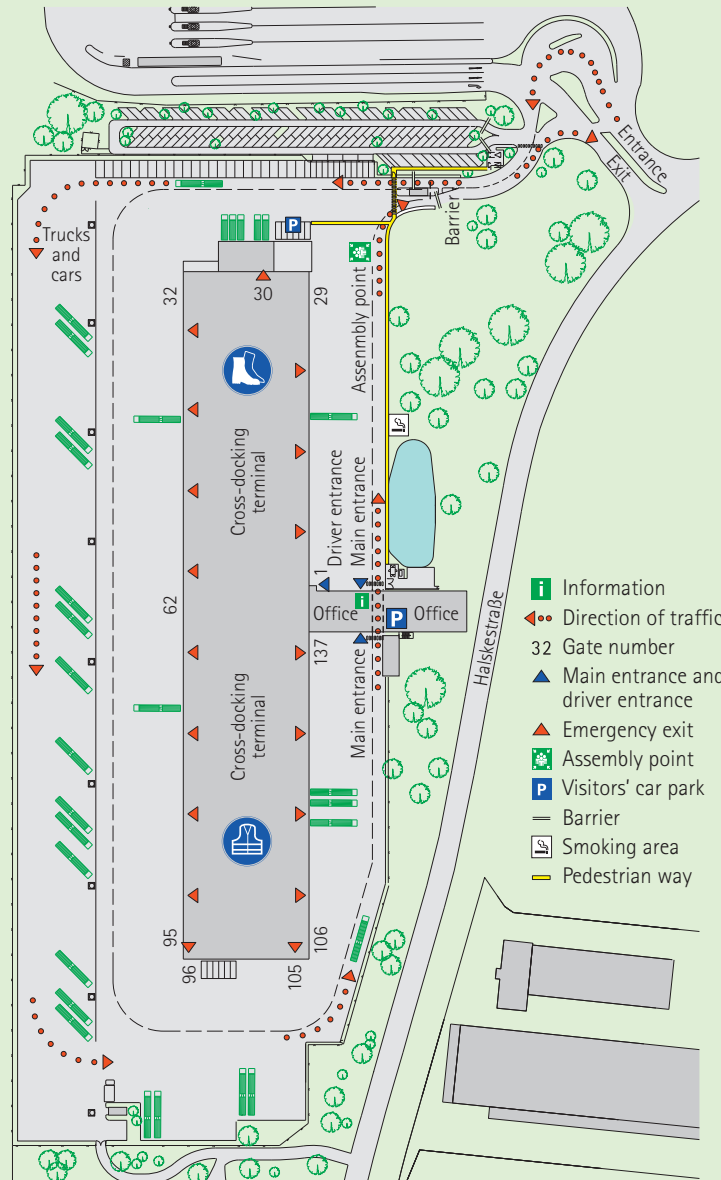 Entrance
Exit
Barrier
Trucks
and
cars
P
32
30
29
Assennbly point
Cross-docking
terminal
Driver entrance
Main entrance
1
3
i
Office
P
Office
62
137
Cross-docking
terminal
Main entrance
Halskestraße
95
96
105
106
i Information
Direction of traffic
32 Gate number
Main entrance and
driver entrance
Emergency exit
Assembly point
P Visitors' car park
Barrier
Smoking area
Pedestrian way